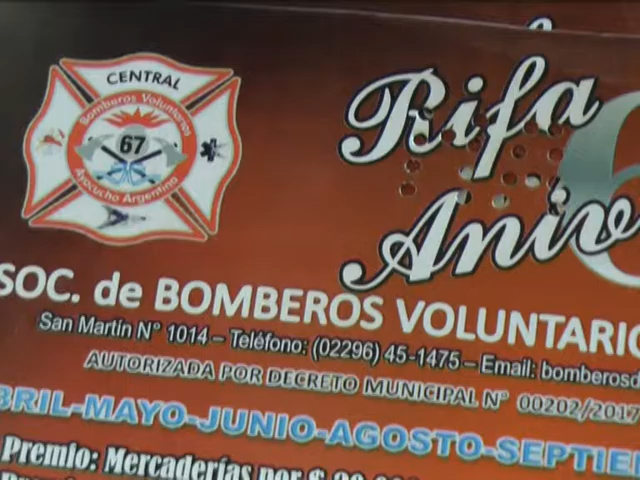 CENTRAL
Bomberos Voluntarios
67
Ayacucho Argentina
Rifa
Aniv
SOC. de BOMBEROS VOLUNTARIO
San Martín N° 1014 – Teléfono: (02296) 45-1475 – Email: bomberosd
AUTORIZADA POR DECRETO MUNICIPAL N° 00202/2017
BRIL-MAYO-JUNIO-AGOSTO-SEPTIEM
Premio: Mercaderías por $